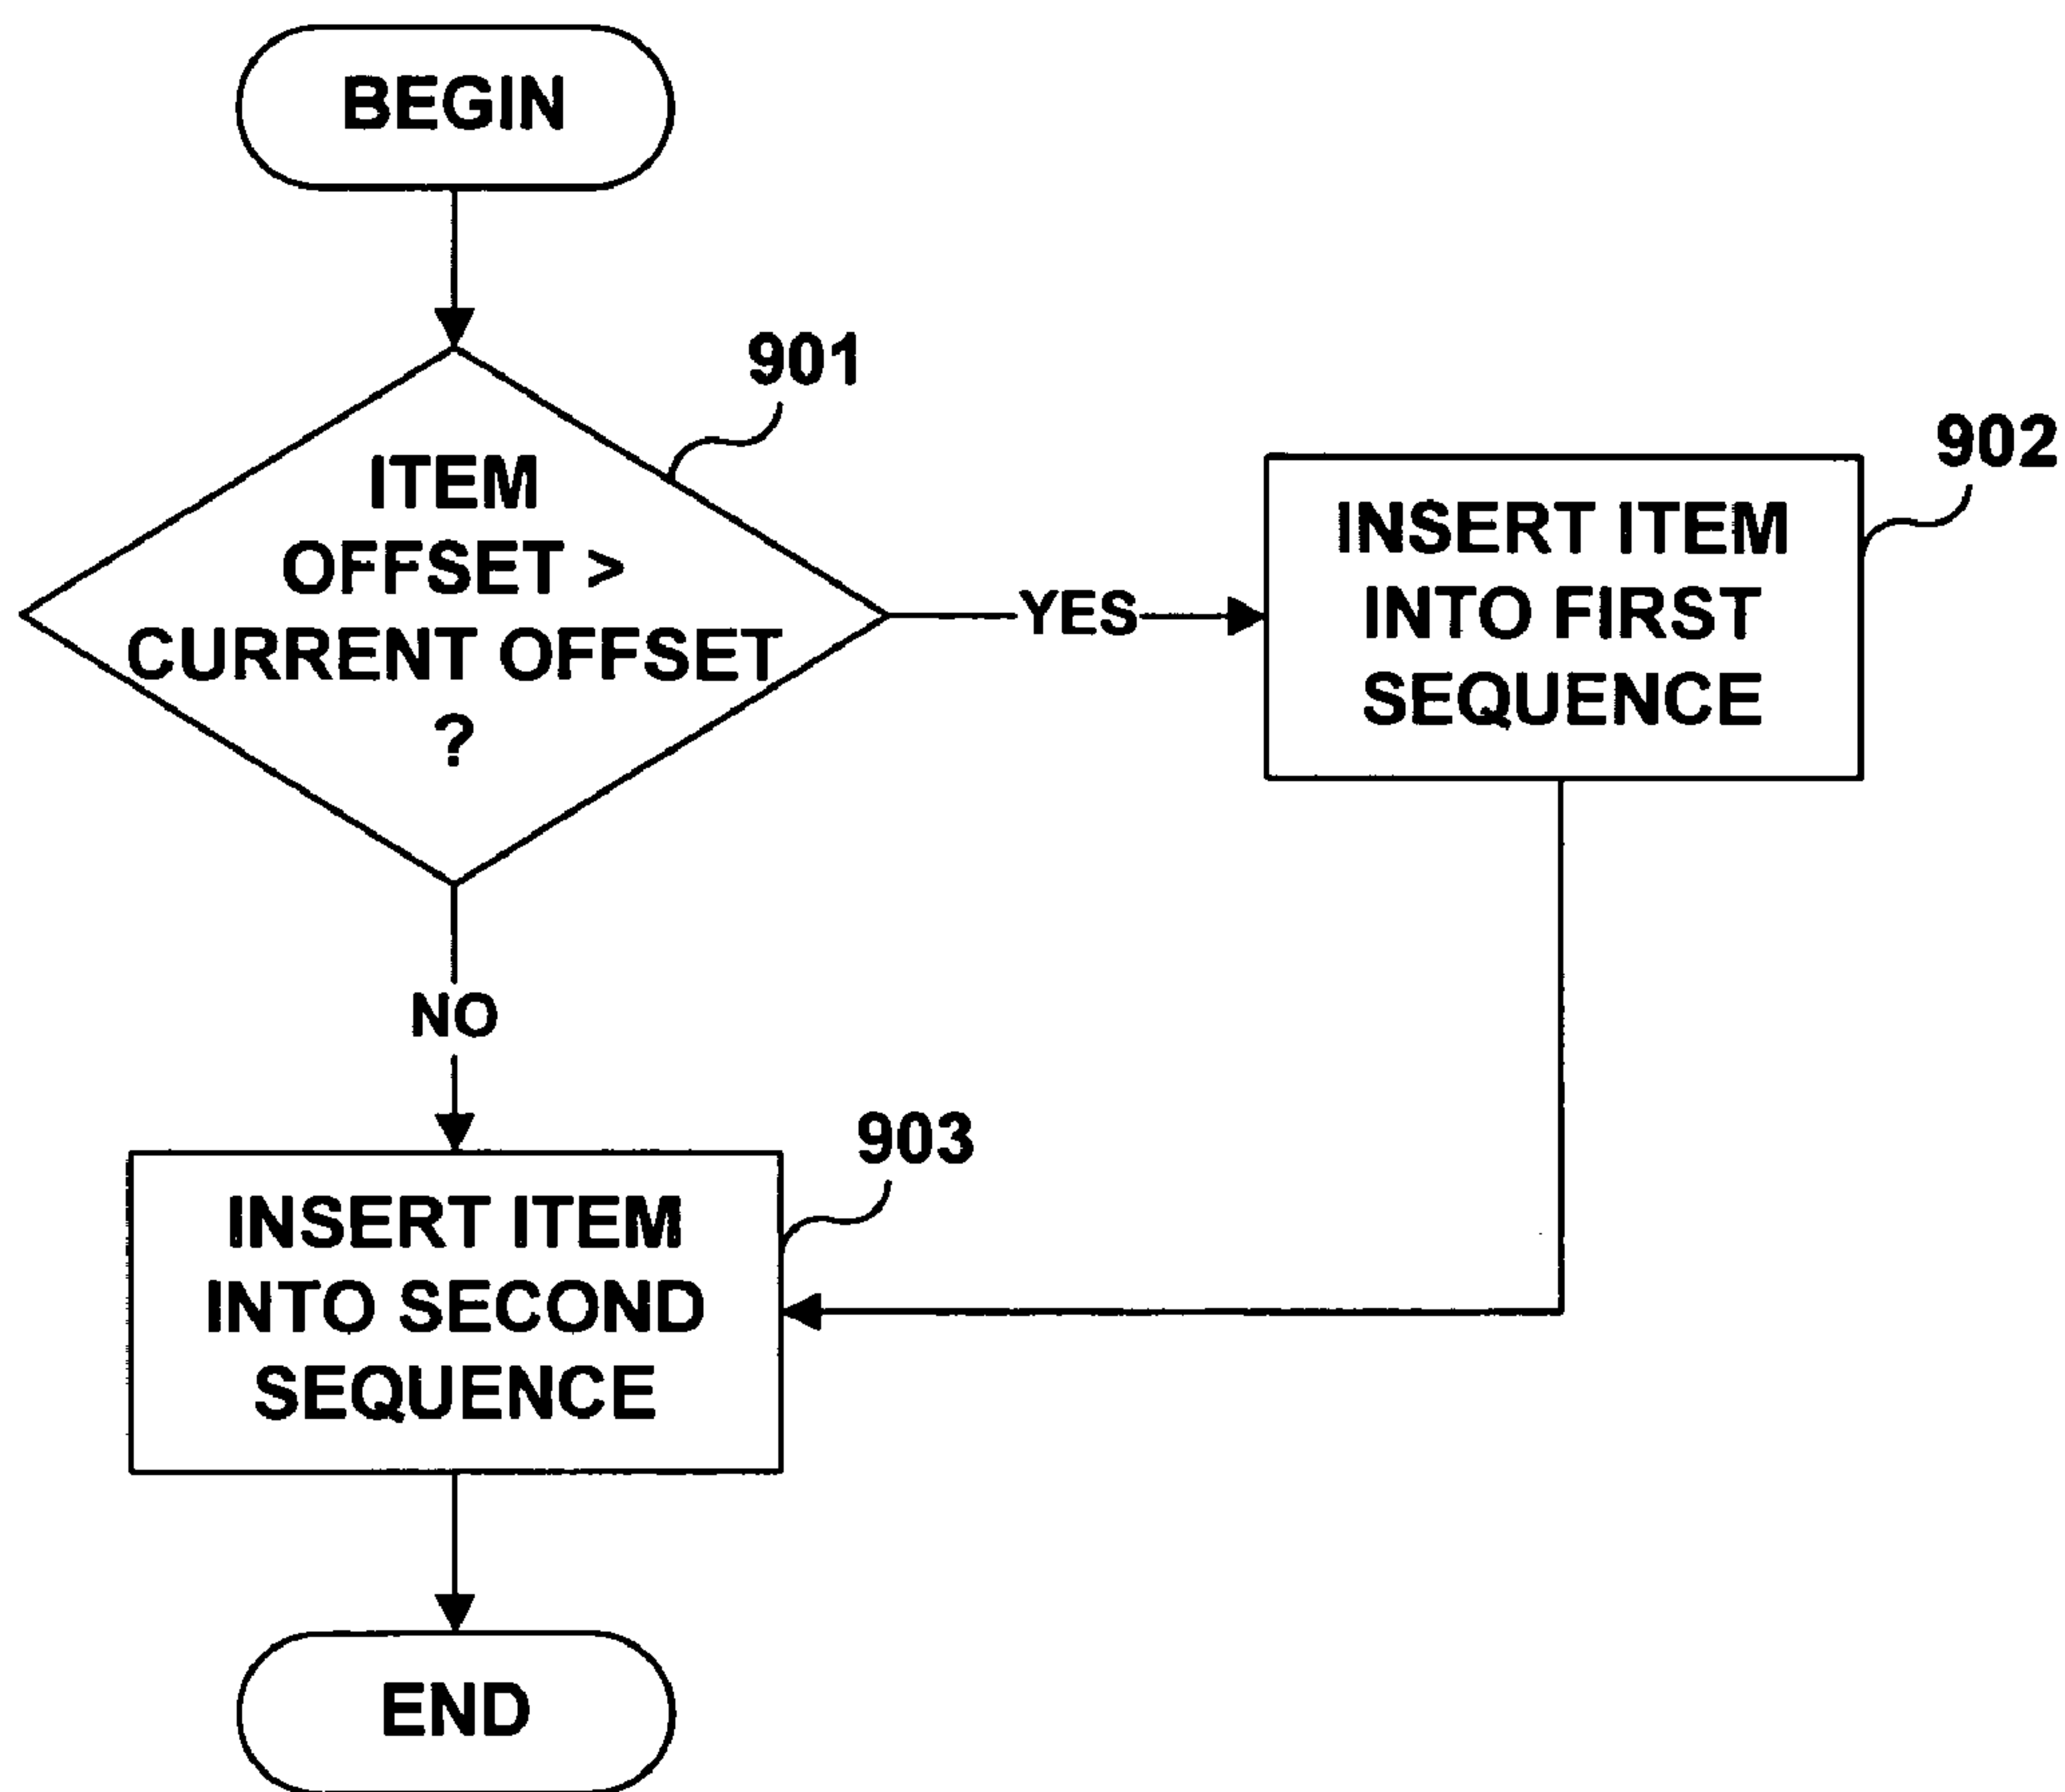 BEGIN
901
ITEM
OFFSET >
CURRENT OFFSET
?
YES
902
INSERT ITEM
INTO FIRST
SEQUENCE
NO
903
INSERT ITEM
INTO SECOND
SEQUENCE
END